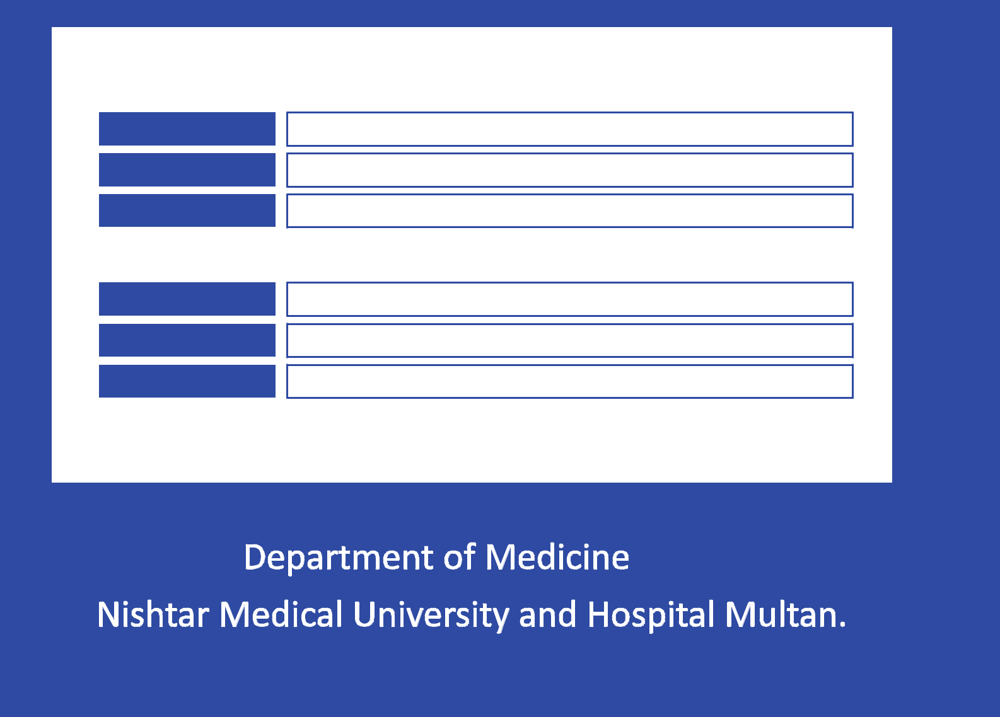 Department of Medicine
Nishtar Medical University and Hospital Multan.